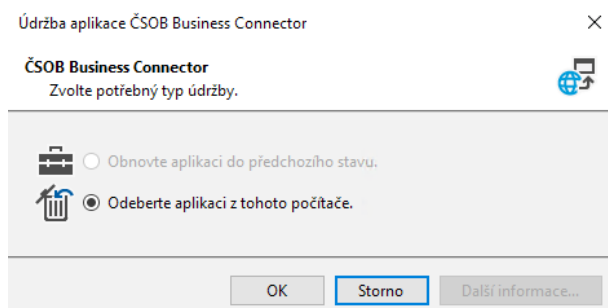 Údržba aplikace ČSOB Business Connector
ČSOB Business Connector
Zvolte potřebný typ údržby.
Obnovte aplikaci do předchozího stavu.
Odeberte aplikaci z tohoto počítače.
OK Storno Další informace...